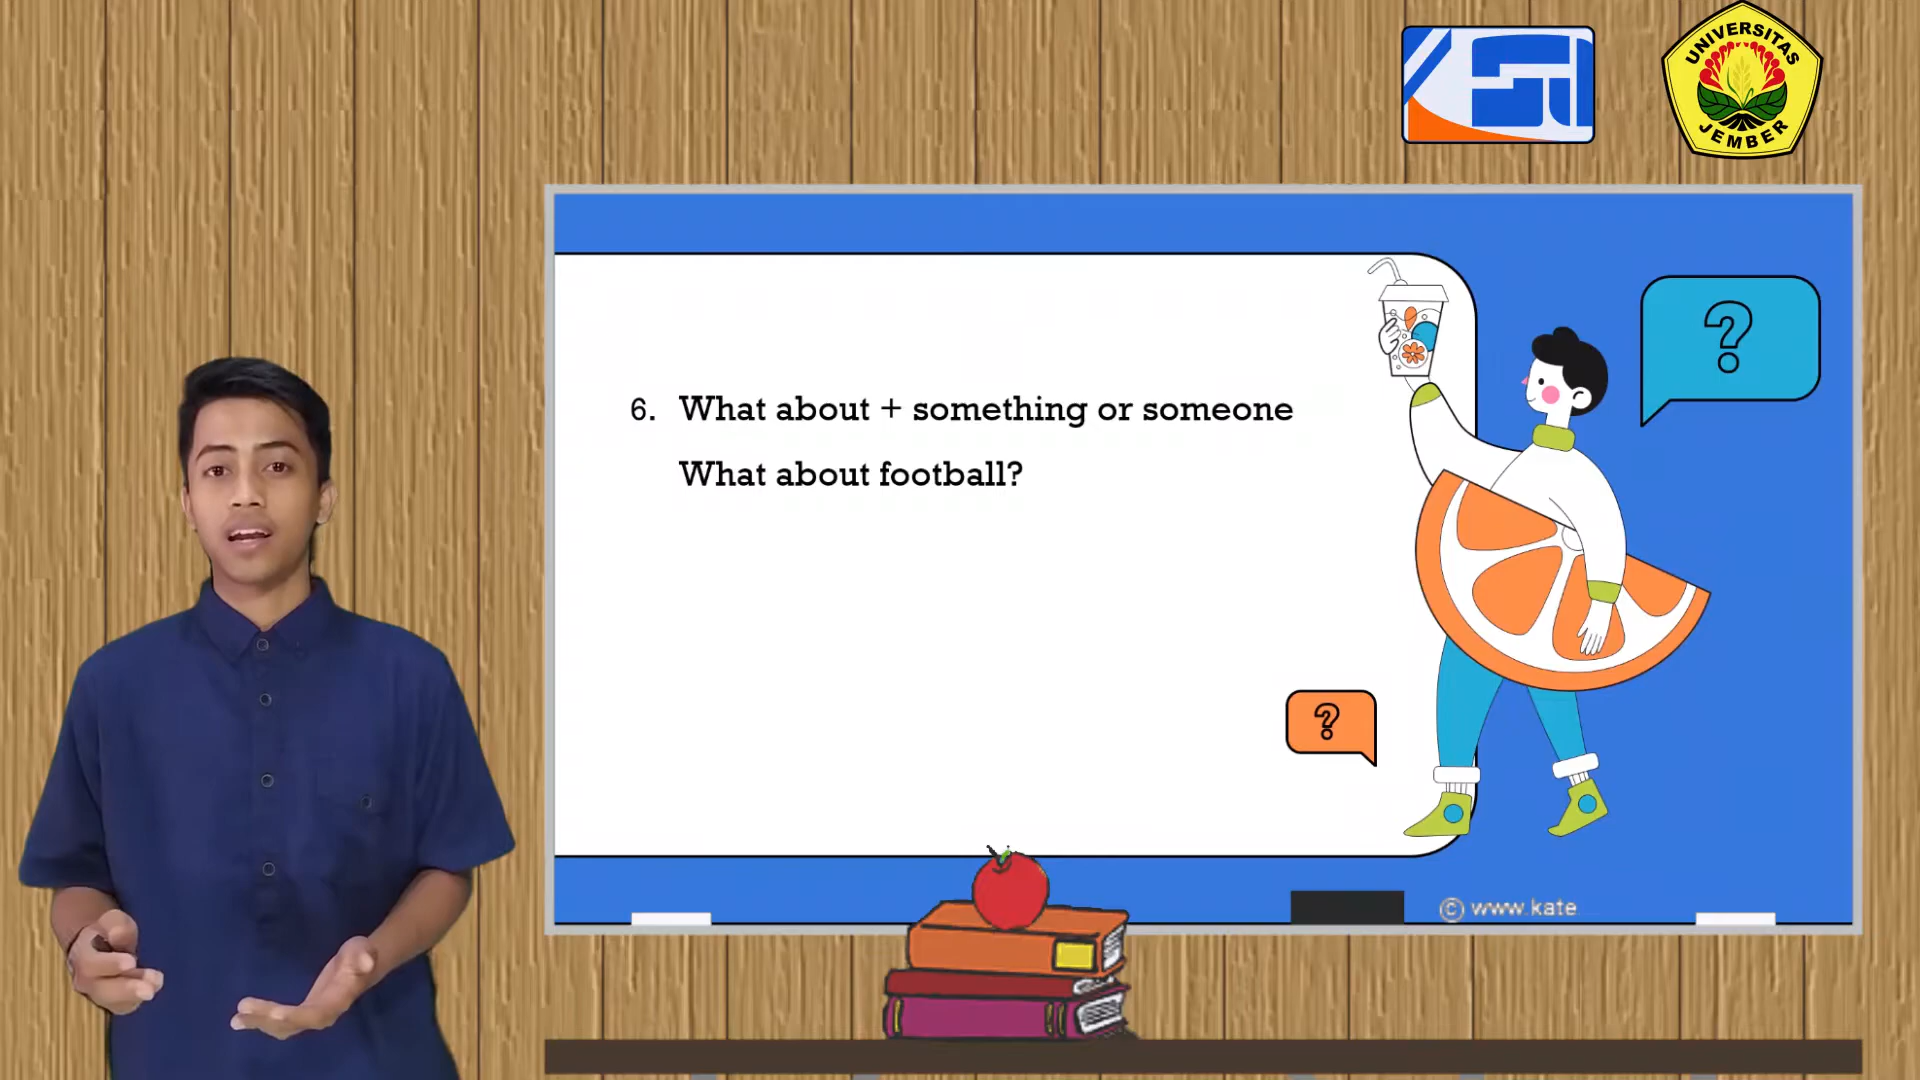 UNIVERSITAS
JEMBER
6. What about + something or someone
What about football?
?
?
© www.kate